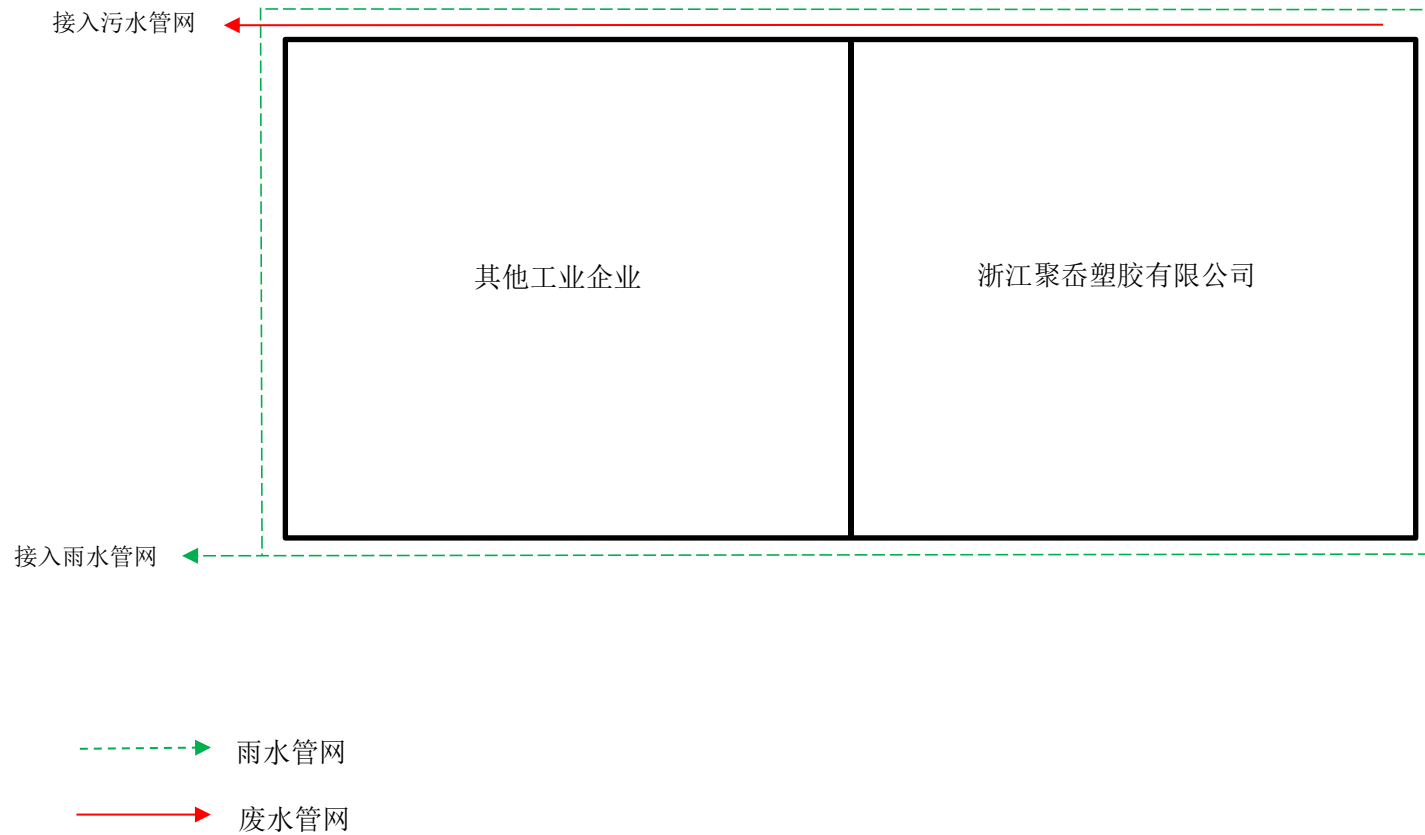 接入污水管网
其他工业企业
浙江聚岙塑胶有限公司
接入雨水管网
雨水管网
废水管网